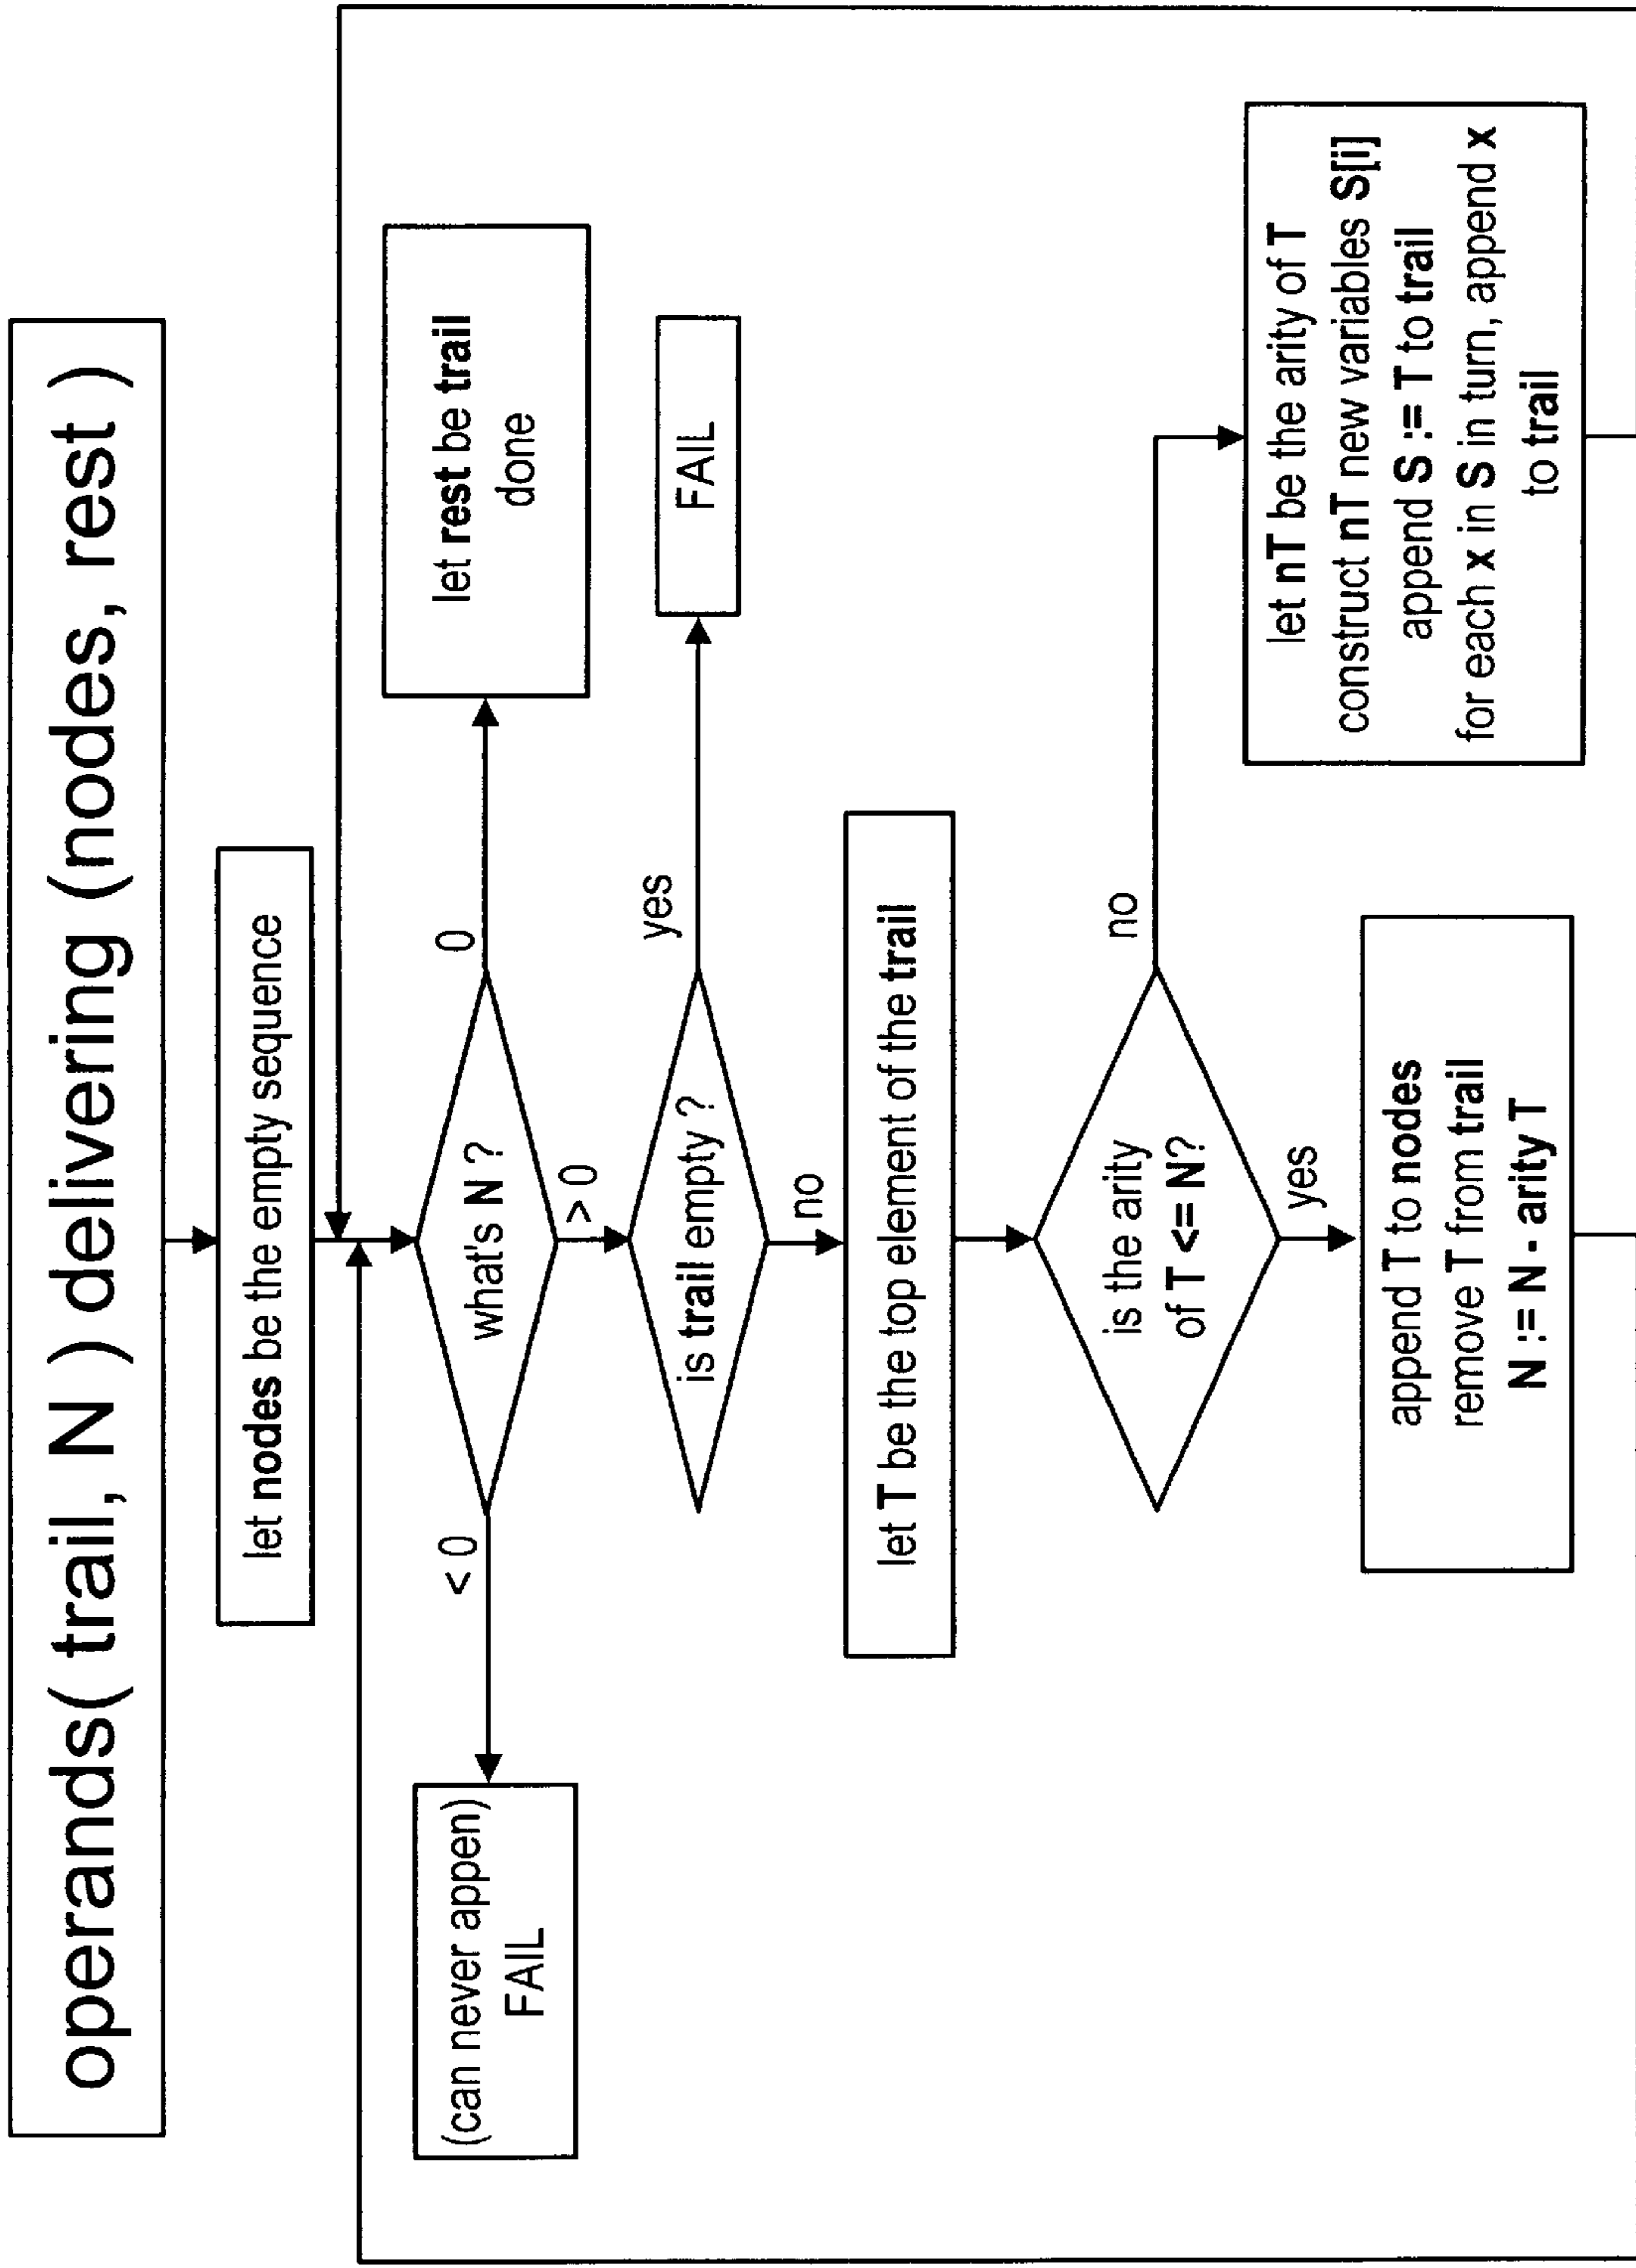 operands( trail, N ) delivering (nodes, rest )
let nodes be the empty sequence
what's N ?
< 0
0
> 0
(can never appen)
FAIL
let rest be trail
done
is trail empty ?
yes
no
FAIL
let T be the top element of the trail
is the arity
of T <= N?
no
yes
append T to nodes
remove T from trail
N := N - arity T
let nT be the arity of T
construct nT new variables S[i]
append S := T to trail
for each x in S in turn, append x
to trail